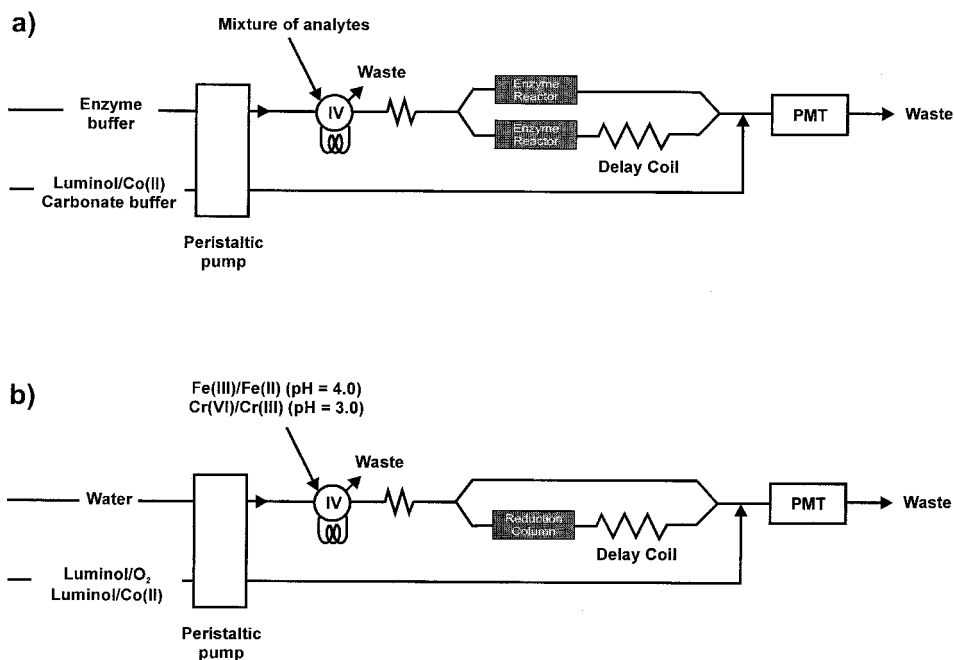 a)
Mixture of analytes
Waste
Enzyme
buffer
IV
Enzyme
Reactor
Enzyme
Reactor
Delay Coil
PMT
Waste
Luminol/Co(II)
Carbonate buffer
Peristaltic
pump
b)
Fe(III)/Fe(II) (pH = 4.0)
Cr(VI)/Cr(III) (pH = 3.0)
Waste
Water
IV
Reduction
Column
Delay Coil
PMT
Waste
Luminol/O₂
Luminol/Co(II)
Peristaltic
pump